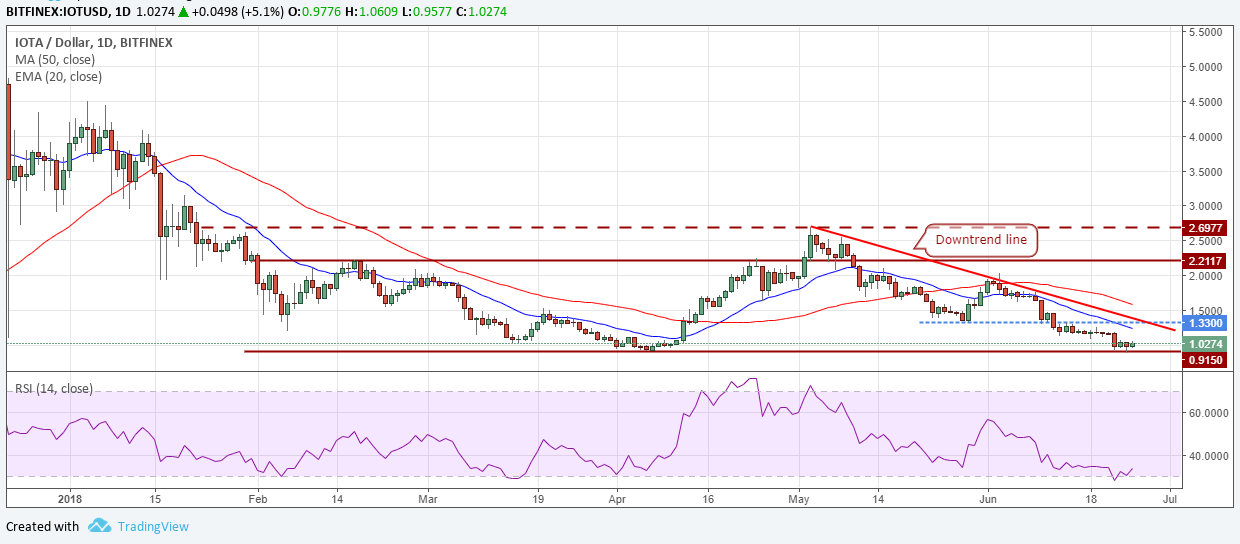 BITFINEX:IOTUSD, 1D 1.0274 ▲ +0.0498 (+5.1%) O:0.9776 H:1.0609 L:0.9577 C:1.0274
IOTA / Dollar, 1D, BITFINEX
MA (50, close)
EMA (20, close)
5.5000
5.0000
4.5000
4.0000
3.5000
3.0000
2.6977
2.5000
Downtrend line
2.2117
2.0000
1.5000
1.3300
1.0274
0.9150
RSI (14, close)
60.0000
40.0000
2018 15 Feb 14 Mar 19 Apr 16 May 14 Jun 18 Jul
Created with TradingView